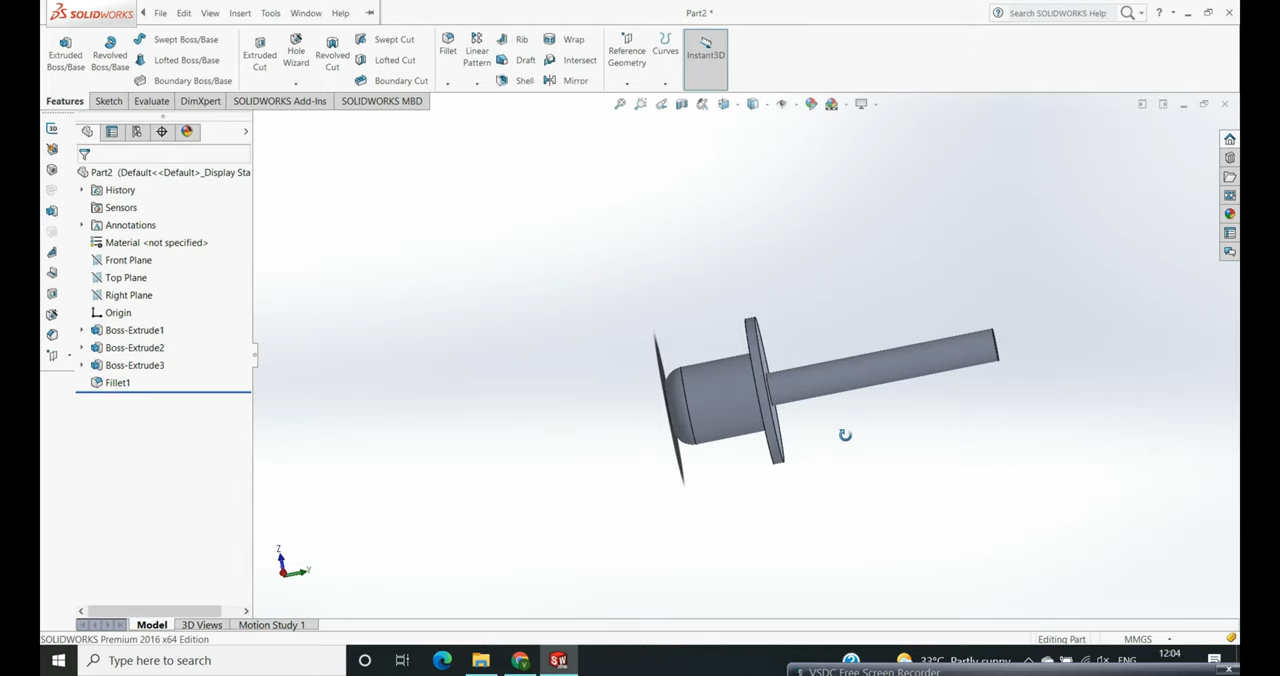 SOLIDWORKS File Edit View Insert Tools Window Help Part2 * Search SOLIDWORKS Help ?
Extruded Boss/Base
Revolved Boss/Base
Swept Boss/Base
Lofted Boss/Base
Boundary Boss/Base
Extruded Cut
Hole Wizard
Revolved Cut
Swept Cut
Lofted Cut
Boundary Cut
Fillet
Linear Pattern
Rib
Draft
Shell
Wrap
Intersect
Mirror
Reference Geometry
Curves
Instant3D
Features Sketch Evaluate DimXpert SOLIDWORKS Add-Ins SOLIDWORKS MBD
Part2 (Default<<Default>_Display Sta
History
Sensors
Annotations
Material <not specified>
Front Plane
Top Plane
Right Plane
Origin
Boss-Extrude1
Boss-Extrude2
Boss-Extrude3
Fillet1
Z
Y
Model 3D Views Motion Study 1
SOLIDWORKS Premium 2016 x64 Edition Editing Part MMGS
Type here to search 33°C Partly sunny ENG 12:04
VSDC Free Screen Recorder